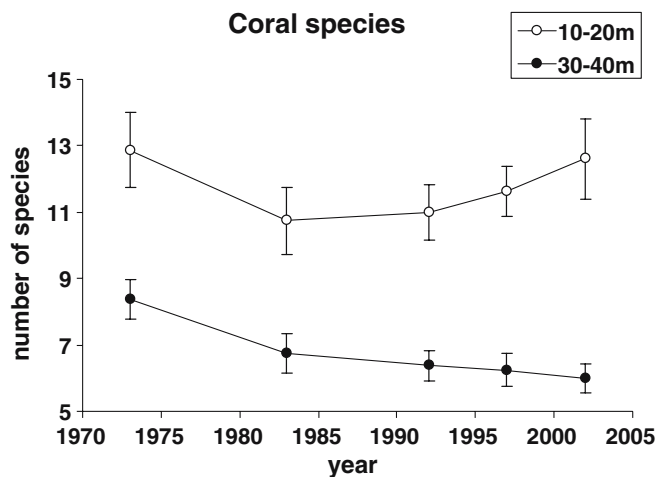 Coral species
10-20m
30-40m
15
13
11
9
7
5
number of species
1970 1975 1980 1985 1990 1995 2000 2005
year